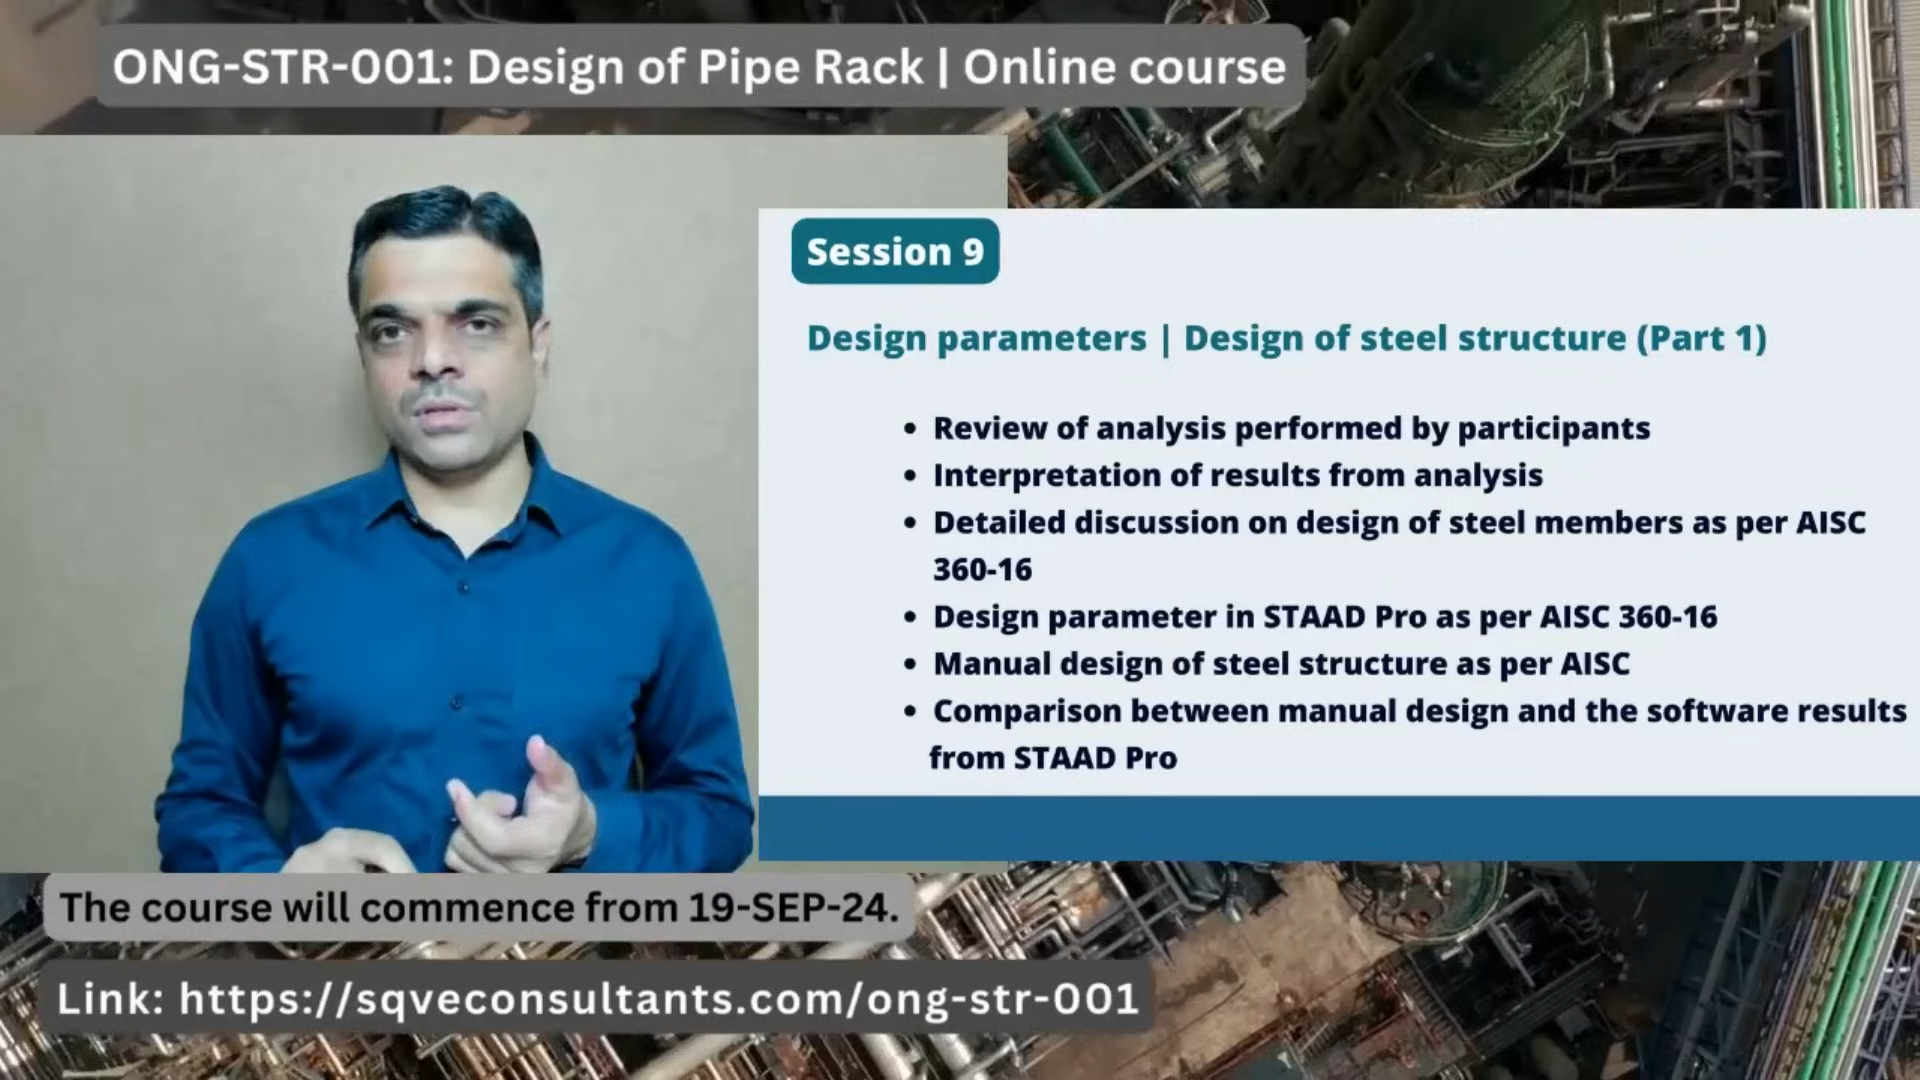 ONG-STR-001: Design of Pipe Rack | Online course
Session 9
Design parameters | Design of steel structure (Part 1)
• Review of analysis performed by participants
• Interpretation of results from analysis
• Detailed discussion on design of steel members as per AISC
360-16
• Design parameter in STAAD Pro as per AISC 360-16
• Manual design of steel structure as per AISC
• Comparison between manual design and the software results
from STAAD Pro
The course will commence from 19-SEP-24.
Link: https://sqveconsultants.com/ong-str-001